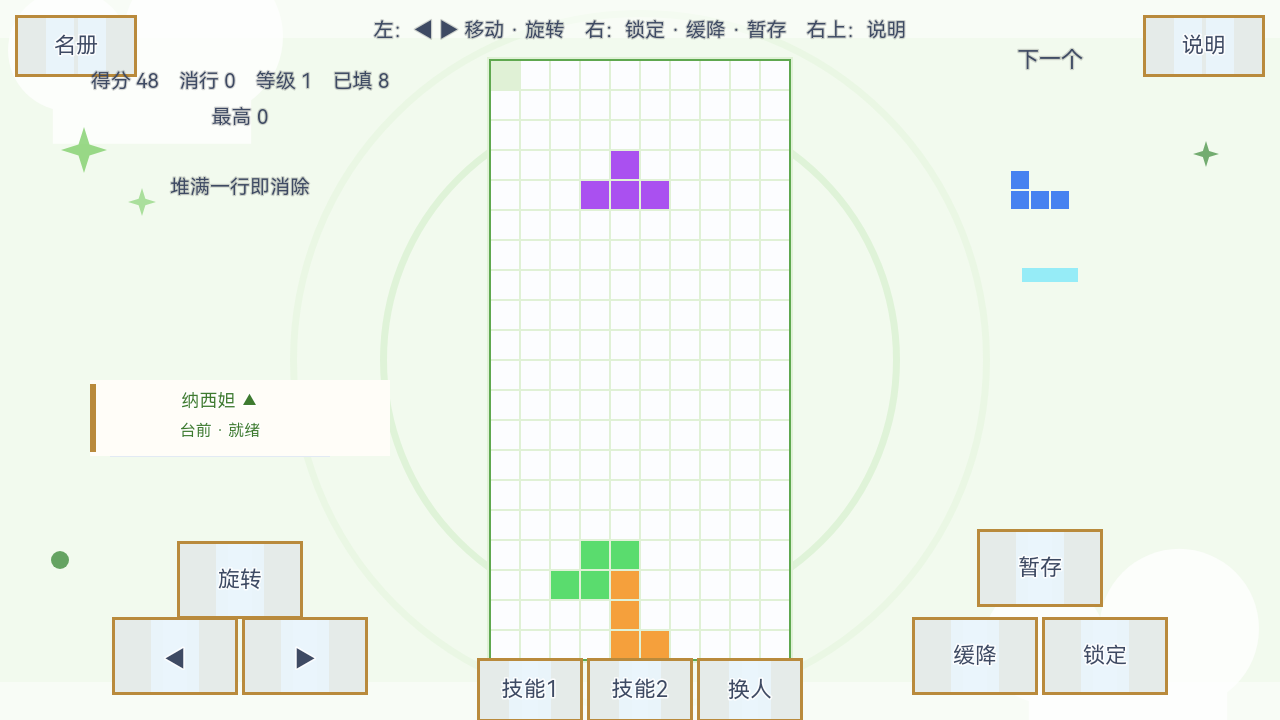 名册
左：◀ ▶ 移动 · 旋转　右：锁定 · 缓降 · 暂存　右上：说明
说明
得分 48　消行 0　等级 1　已填 8
最高 0
下一个
堆满一行即消除
纳西妲 ▲
台前 · 就绪
旋转
◀
▶
暂存
缓降
锁定
技能1
技能2
换人